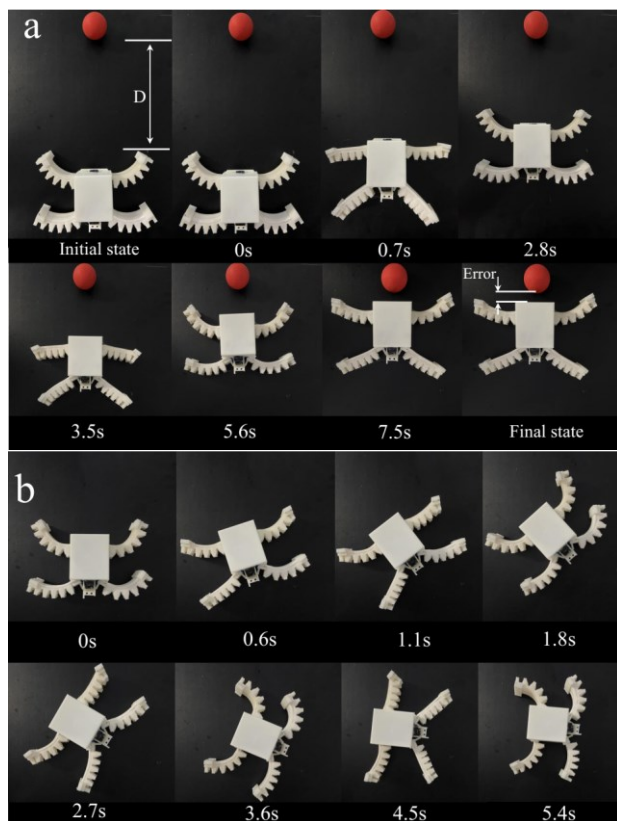 a
D
Initial state
0s
0.7s
2.8s
Error
3.5s
5.6s
7.5s
Final state
b
0s
0.6s
1.1s
1.8s
2.7s
3.6s
4.5s
5.4s